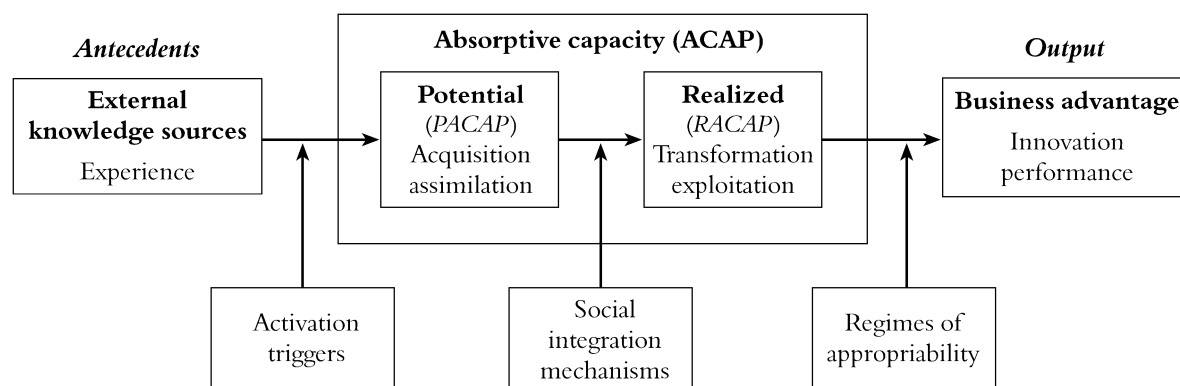 Antecedents
External
knowledge sources
Experience
Absorptive capacity (ACAP)
Potential
(PACAP)
Acquisition
assimilation
Realized
(RACAP)
Transformation
exploitation
Output
Business advantage
Innovation
performance
Activation
triggers
Social
integration
mechanisms
Regimes of
appropriability